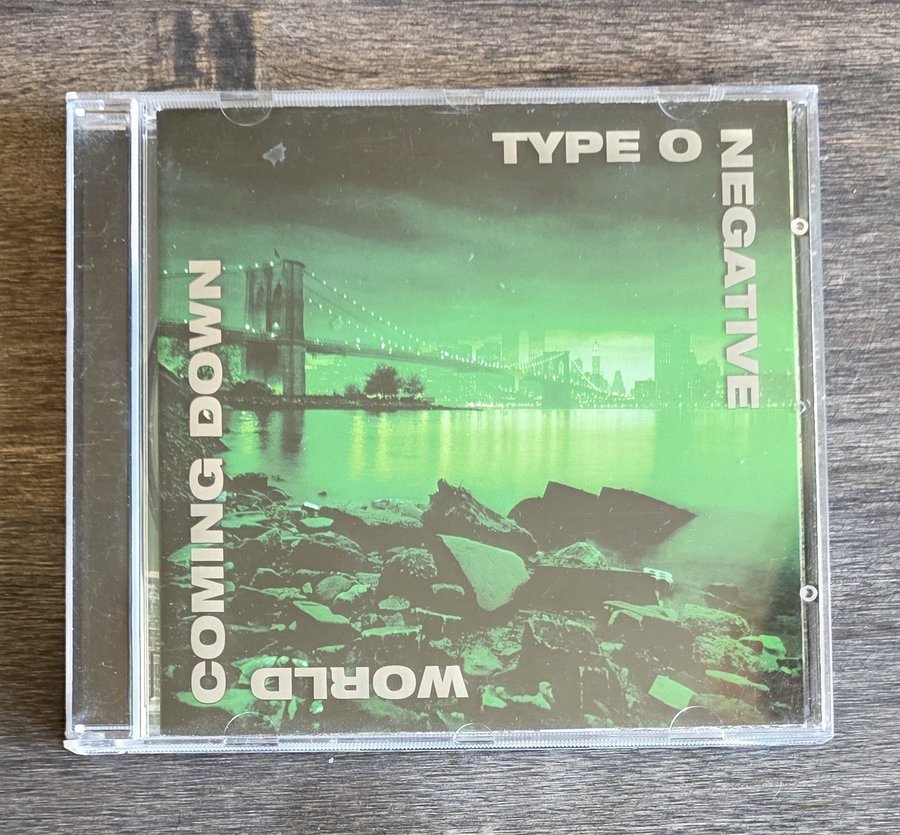 TYPE O
NEGATIVE
WORLD
COMING DOWN